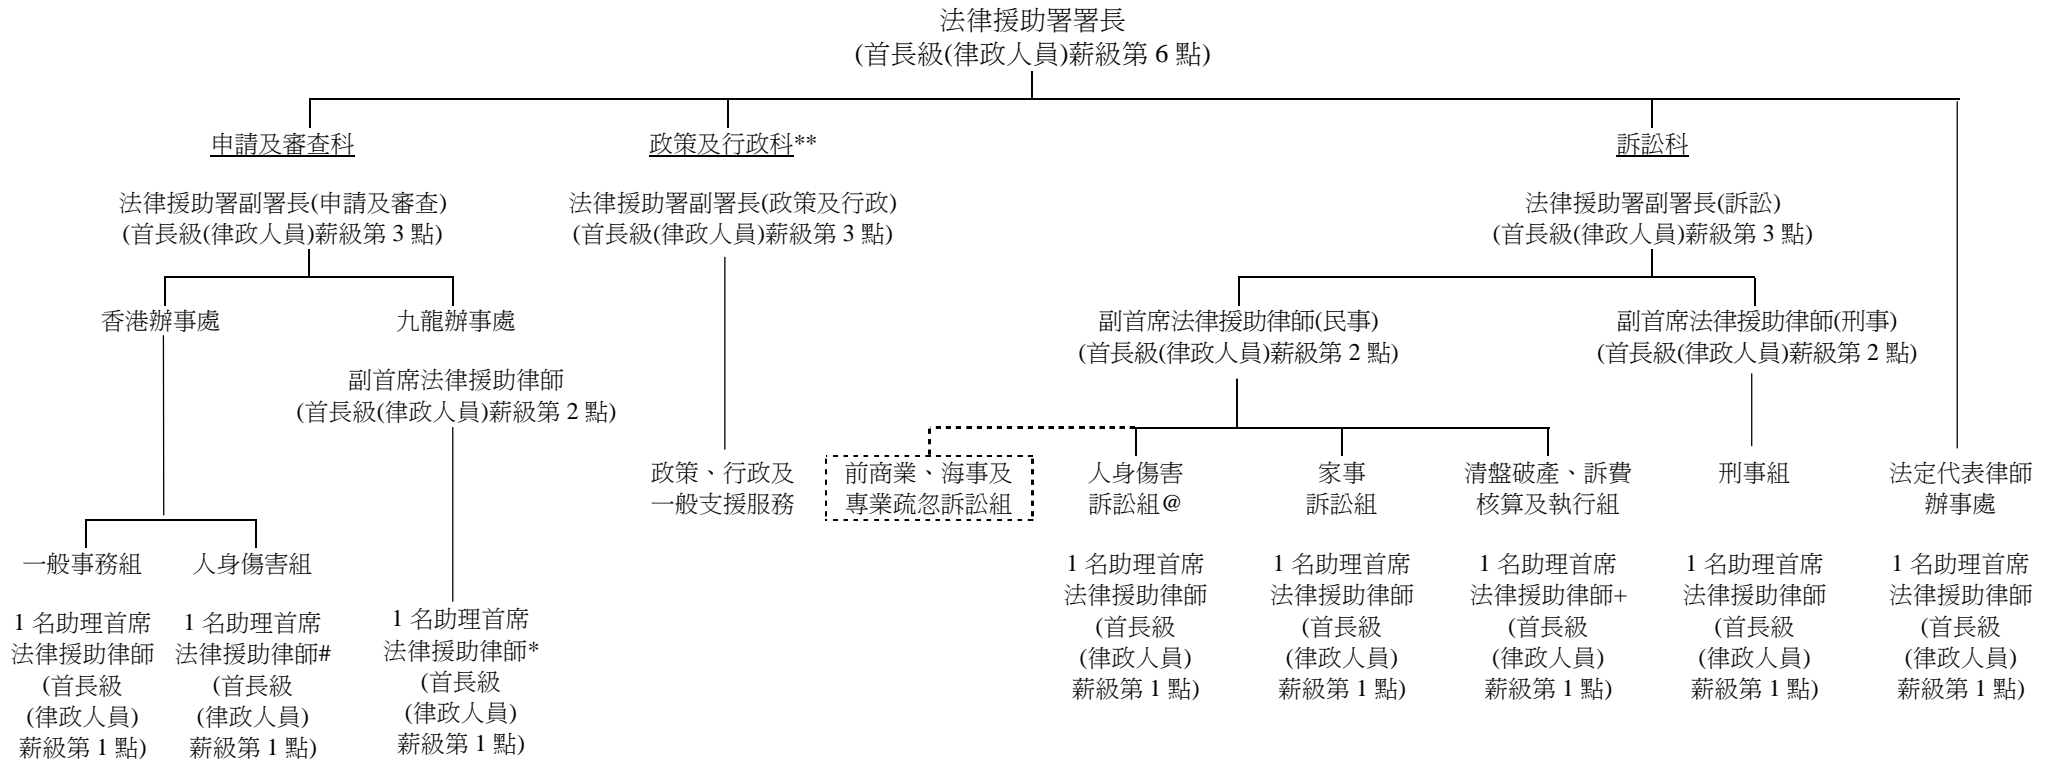 法律援助署署長
(首長級(律政人員)薪級第 6 點)
申請及審查科
法律援助署副署長(申請及審查)
(首長級(律政人員)薪級第 3 點)
香港辦事處
一般事務組
1 名助理首席
法律援助律師
(首長級
(律政人員)
薪級第 1 點)
人身傷害組
1 名助理首席
法律援助律師#
(首長級
(律政人員)
薪級第 1 點)
九龍辦事處
副首席法律援助律師
(首長級(律政人員)薪級第 2 點)
1 名助理首席
法律援助律師*
(首長級
(律政人員)
薪級第 1 點)
政策及行政科**
法律援助署副署長(政策及行政)
(首長級(律政人員)薪級第 3 點)
政策、行政及
一般支援服務
訴訟科
法律援助署副署長(訴訟)
(首長級(律政人員)薪級第 3 點)
副首席法律援助律師(民事)
(首長級(律政人員)薪級第 2 點)
前商業、海事及
專業疏忽訴訟組
人身傷害
訴訟組@
1 名助理首席
法律援助律師
(首長級
(律政人員)
薪級第 1 點)
家事
訴訟組
1 名助理首席
法律援助律師
(首長級
(律政人員)
薪級第 1 點)
清盤破產、訴費
核算及執行組
1 名助理首席
法律援助律師+
(首長級
(律政人員)
薪級第 1 點)
副首席法律援助律師(刑事)
(首長級(律政人員)薪級第 2 點)
刑事組
1 名助理首席
法律援助律師
(首長級
(律政人員)
薪級第 1 點)
法定代表律師
辦事處
1 名助理首席
法律援助律師
(首長級
(律政人員)
薪級第 1 點)